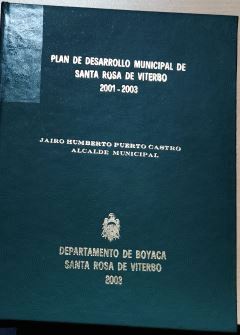 PLAN DE DESARROLLO MUNICIPAL DE
SANTA ROSA DE VITERBO
2001-2003
JAIRO HUMBERTO PUERTO CASTRO
ALCALDE MUNICIPAL
DEPARTAMENTO DE BOYACA
SANTA ROSA DE VITERBO
2003